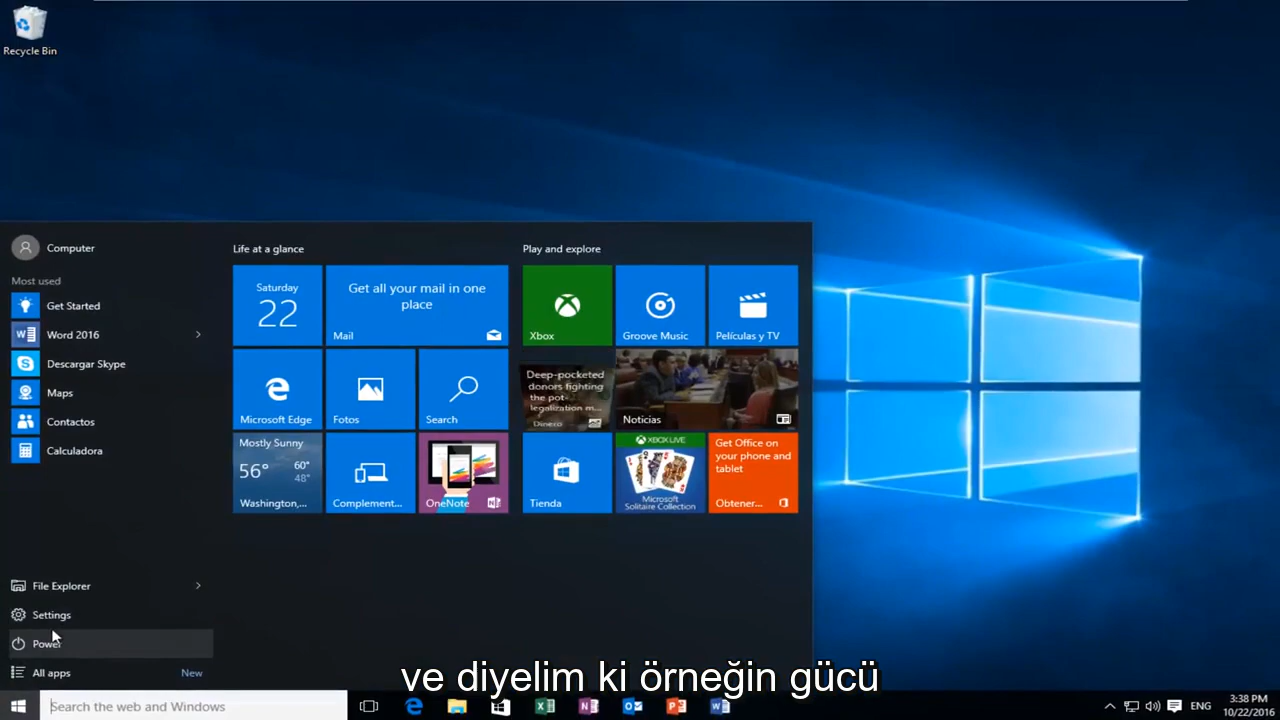 Recycle Bin
Computer
Most used
Get Started
Word 2016
Descargar Skype
Maps
Contactos
Calculadora
File Explorer
Settings
Power
All apps
New
Life at a glance
Saturday
22
Get all your mail in one
place
Mail
Microsoft Edge
Fotos
Search
Mostly Sunny
56°
60°
48°
Washington,...
Complement...
OneNote
Play and explore
Xbox
Groove Music
Películas y TV
Deep-pocketed
donors fighting
the pot-
legalization m...
Dinero
Noticias
Tienda
XBOX LIVE
Microsoft
Solitaire Collection
Get Office on
your phone and
tablet
Obtener...
ve diyelim ki örneğin gücü
Search the web and Windows
ENG
3:38 PM
10/22/2016